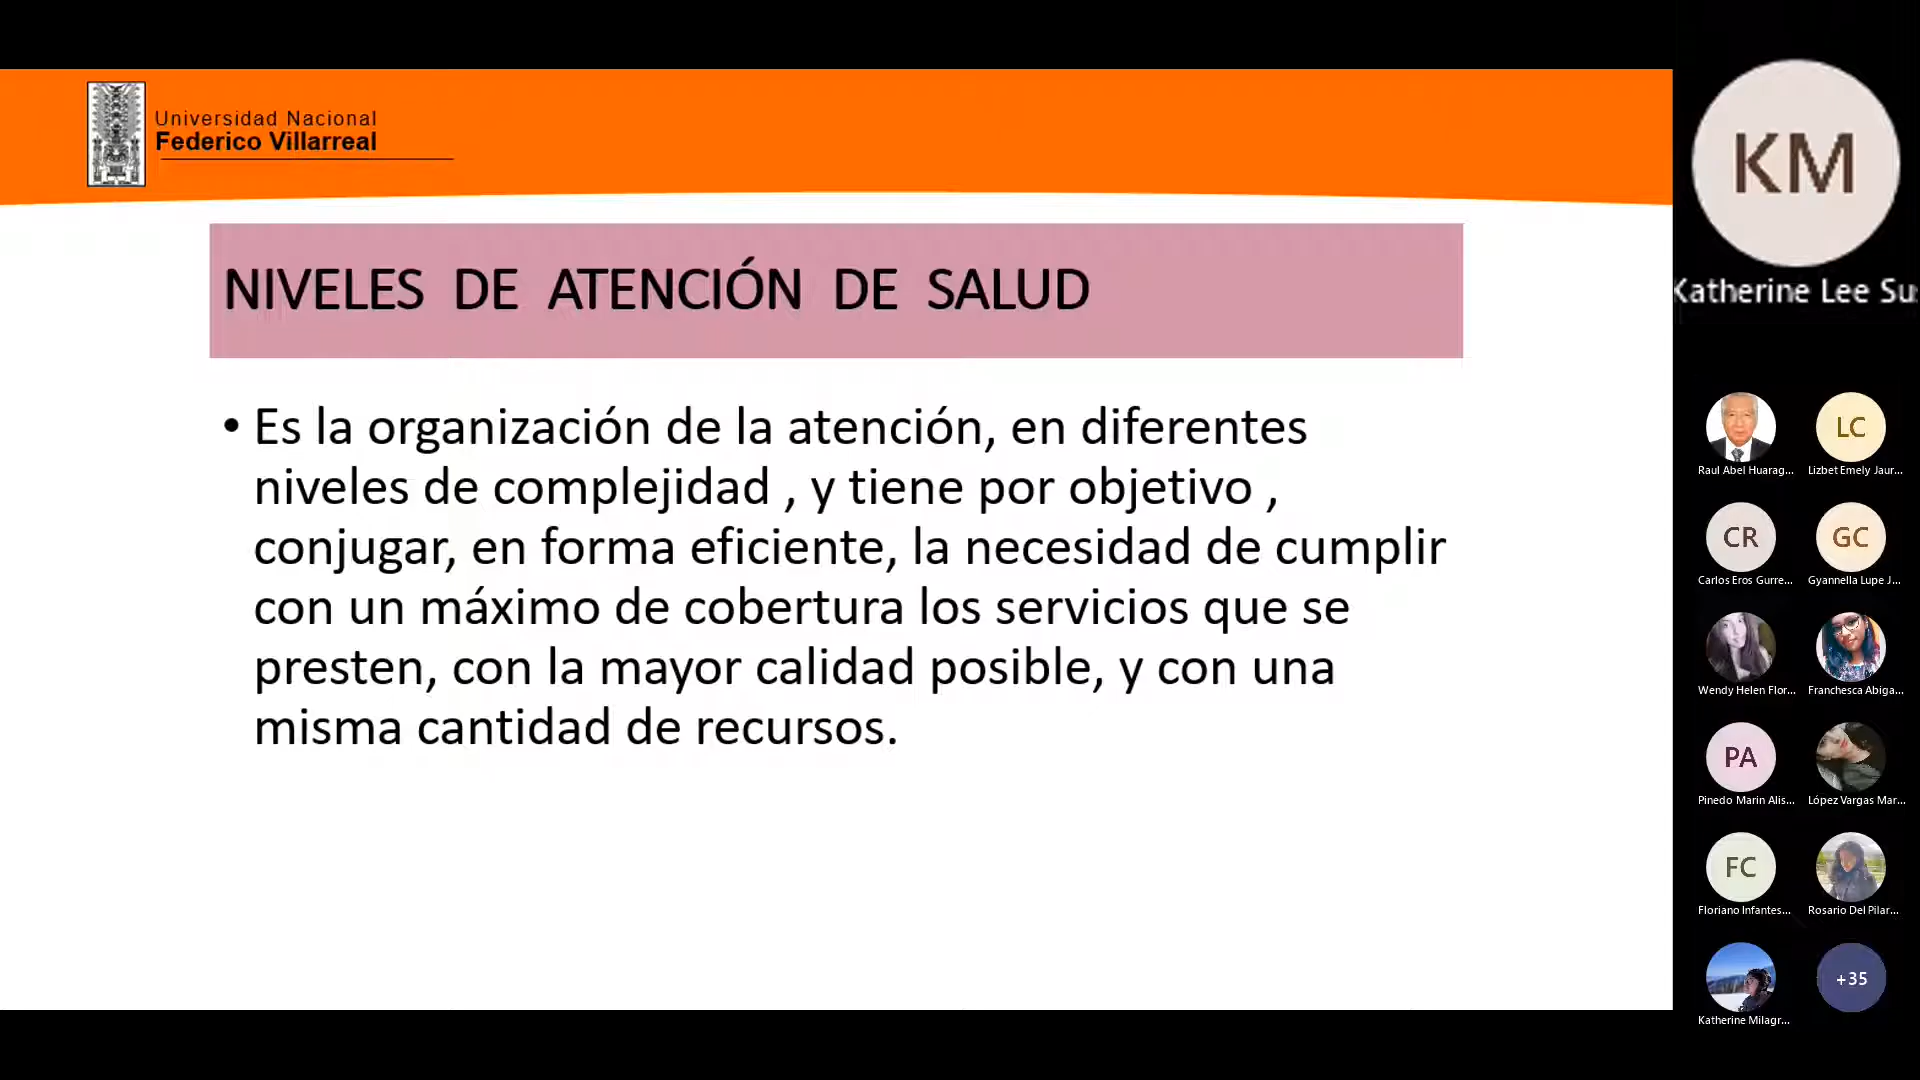 Universidad Nacional
Federico Villarreal
NIVELES DE ATENCIÓN DE SALUD
• Es la organización de la atención, en diferentes
niveles de complejidad , y tiene por objetivo ,
conjugar, en forma eficiente, la necesidad de cumplir
con un máximo de cobertura los servicios que se
presten, con la mayor calidad posible, y con una
misma cantidad de recursos.
KM
Katherine Lee Su
Raul Abel Huarag...
LC
Lizbet Emely Jaur...
CR
Carlos Eros Gurre...
GC
Gyannella Lupe J...
Wendy Helen Flor...
Franchesca Abiga...
PA
Pinedo Marin Alis...
López Vargas Mar...
FC
Floriano Infantes...
Rosario Del Pilar...
Katherine Milagr...
+35